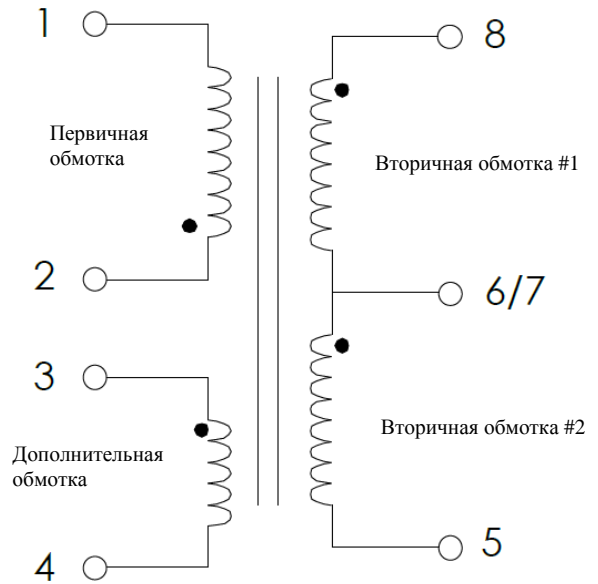 1
8
Первичная
обмотка
Вторичная обмотка #1
2
6/7
3
Вторичная обмотка #2
Дополнительная
обмотка
5
4